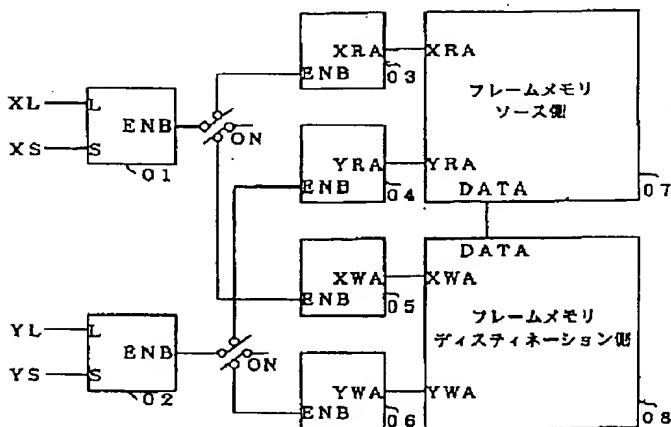 XRA
XRA
ENB
03
フレームメモリ
ソース側
XL
L
ENB
ON
XS
S
01
YRA
YRA
ENB
04
DATA
07
DATA
XWA
XWA
ENB
05
フレームメモリ
ディスティネーション側
YL
L
ENB
ON
YS
S
02
YWA
YWA
ENB
06
08